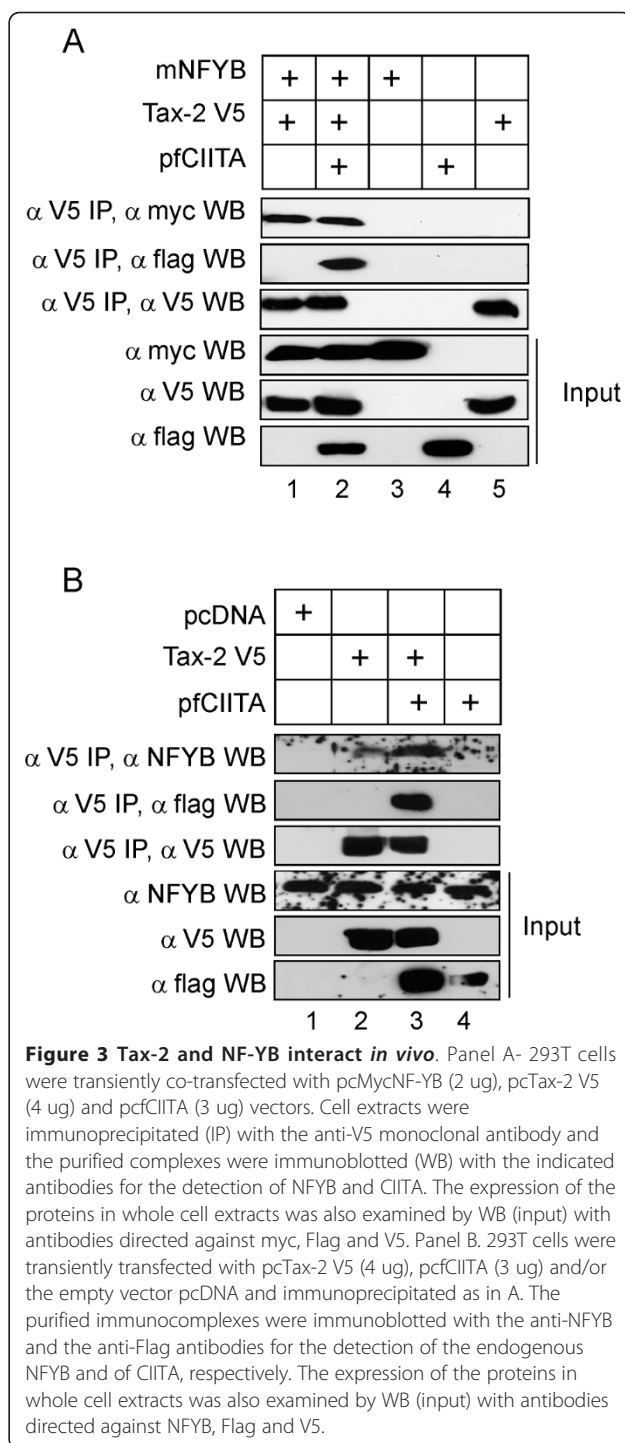 A
mNFYB + + +
Tax-2 V5 + + +
pfCIITA + +
α V5 IP, α myc WB
α V5 IP, α flag WB
α V5 IP, α V5 WB
α myc WB
α V5 WB
α flag WB
Input
1 2 3 4 5
B
pcDNA +
Tax-2 V5 + +
pfCIITA + +
α V5 IP, α NFYB WB
α V5 IP, α flag WB
α V5 IP, α V5 WB
α NFYB WB
α V5 WB
α flag WB
Input
1 2 3 4
Figure 3 Tax-2 and NF-YB interact in vivo. Panel A- 293T cells
were transiently co-transfected with pcMycNF-YB (2 ug), pcTax-2 V5
(4 ug) and pcfCIITA (3 ug) vectors. Cell extracts were
immunoprecipitated (IP) with the anti-V5 monoclonal antibody and
the purified complexes were immunoblotted (WB) with the indicated
antibodies for the detection of NFYB and CIITA. The expression of the
proteins in whole cell extracts was also examined by WB (input) with
antibodies directed against myc, Flag and V5. Panel B. 293T cells were
transiently transfected with pcTax-2 V5 (4 ug), pcfCIITA (3 ug) and/or
the empty vector pcDNA and immunoprecipitated as in A. The
purified immunocomplexes were immunoblotted with the anti-NFYB
and the anti-Flag antibodies for the detection of the endogenous
NFYB and of CIITA, respectively. The expression of the proteins in
whole cell extracts was also examined by WB (input) with antibodies
directed against NFYB, Flag and V5.